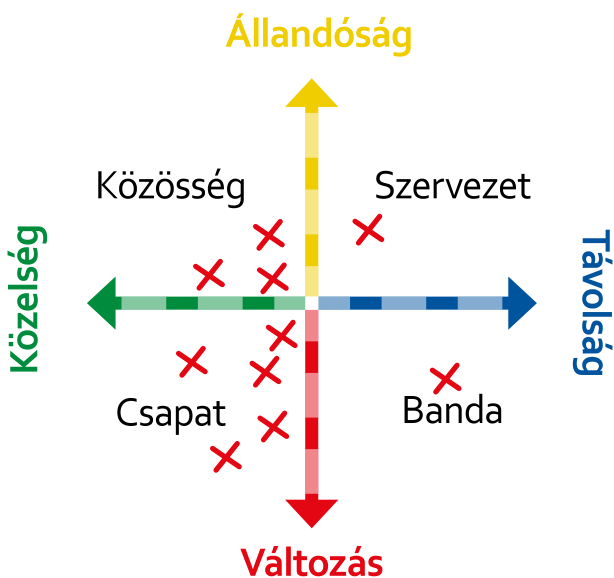 Állandóság
Közösség
Szervezet
Közelség
Távolság
Csapat
Banda
Változás